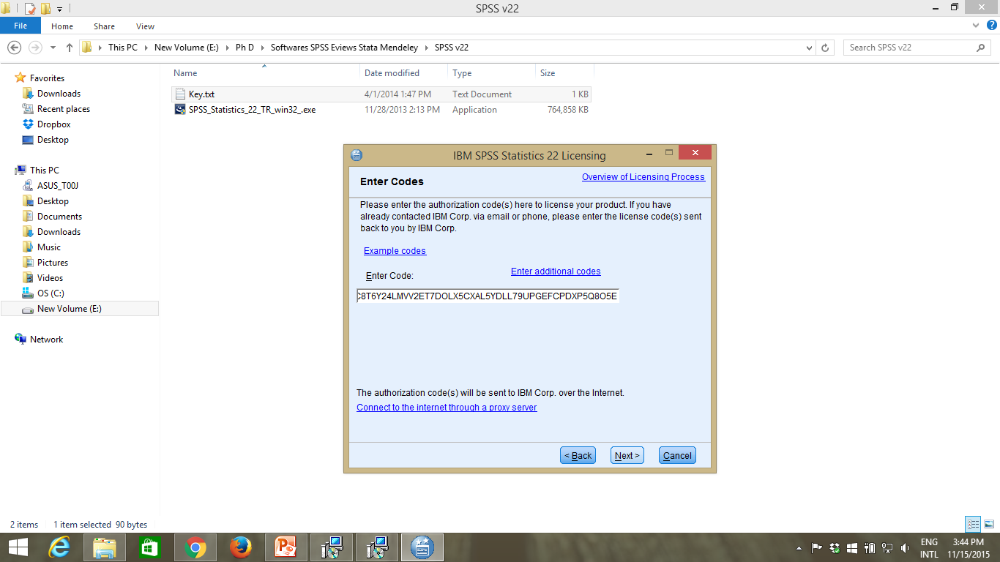 SPSS v22
File Home Share View
This PC New Volume (E:) Ph D Softwares SPSS Eviews Stata Mendeley SPSS v22
Search SPSS v22
Favorites
Downloads
Recent places
Dropbox
Desktop
This PC
ASUS_T00J
Desktop
Documents
Downloads
Music
Pictures
Videos
OS (C:)
New Volume (E:)
Network
Name Date modified Type Size
Key.txt 4/1/2014 1:47 PM Text Document 1 KB
SPSS_Statistics_22_TR_win32_.exe 11/28/2013 2:13 PM Application 764,858 KB
IBM SPSS Statistics 22 Licensing
Enter Codes
Overview of Licensing Process
Please enter the authorization code(s) here to license your product. If you have
already contacted IBM Corp. via email or phone, please enter the license code(s) sent
back to you by IBM Corp.
Example codes
Enter Code:
Enter additional codes
C8T6Y24LMVV2ET7DOLX5CXAL5YDLL79UPGEFCPDXP5Q8O5E
The authorization code(s) will be sent to IBM Corp. over the Internet.
Connect to the internet through a proxy server
< Back Next > Cancel
2 items 1 item selected 90 bytes
ENG
INTL
3:44 PM
11/15/2015